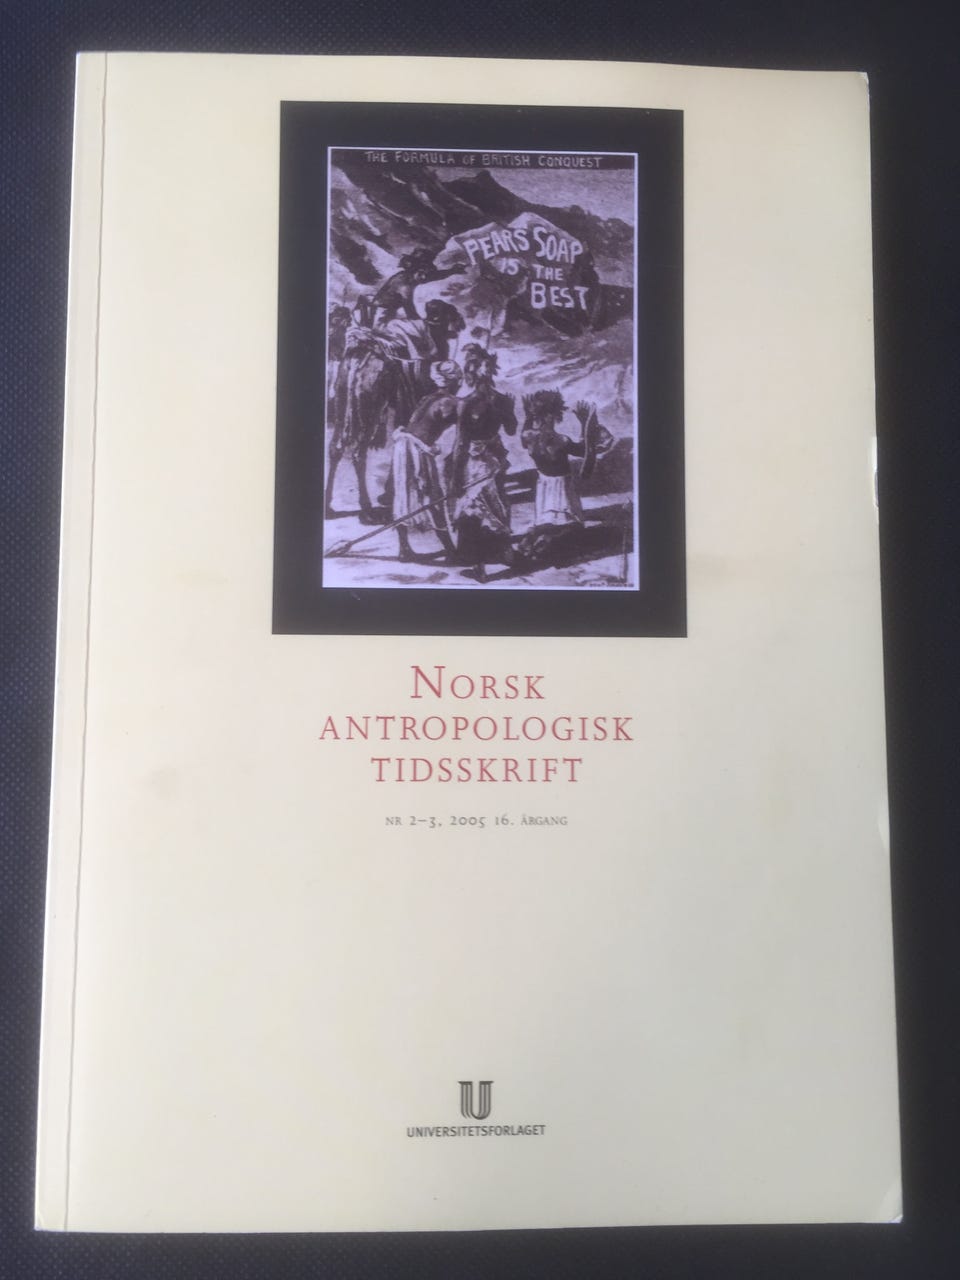 THE FORMULA OF BRITISH CONQUEST
PEARS SOAP
IS THE
BEST
NORSK
ANTROPOLOGISK
TIDSSKRIFT
NR 2–3, 2005 16. ÅRGANG
U
UNIVERSITETSFORLAGET